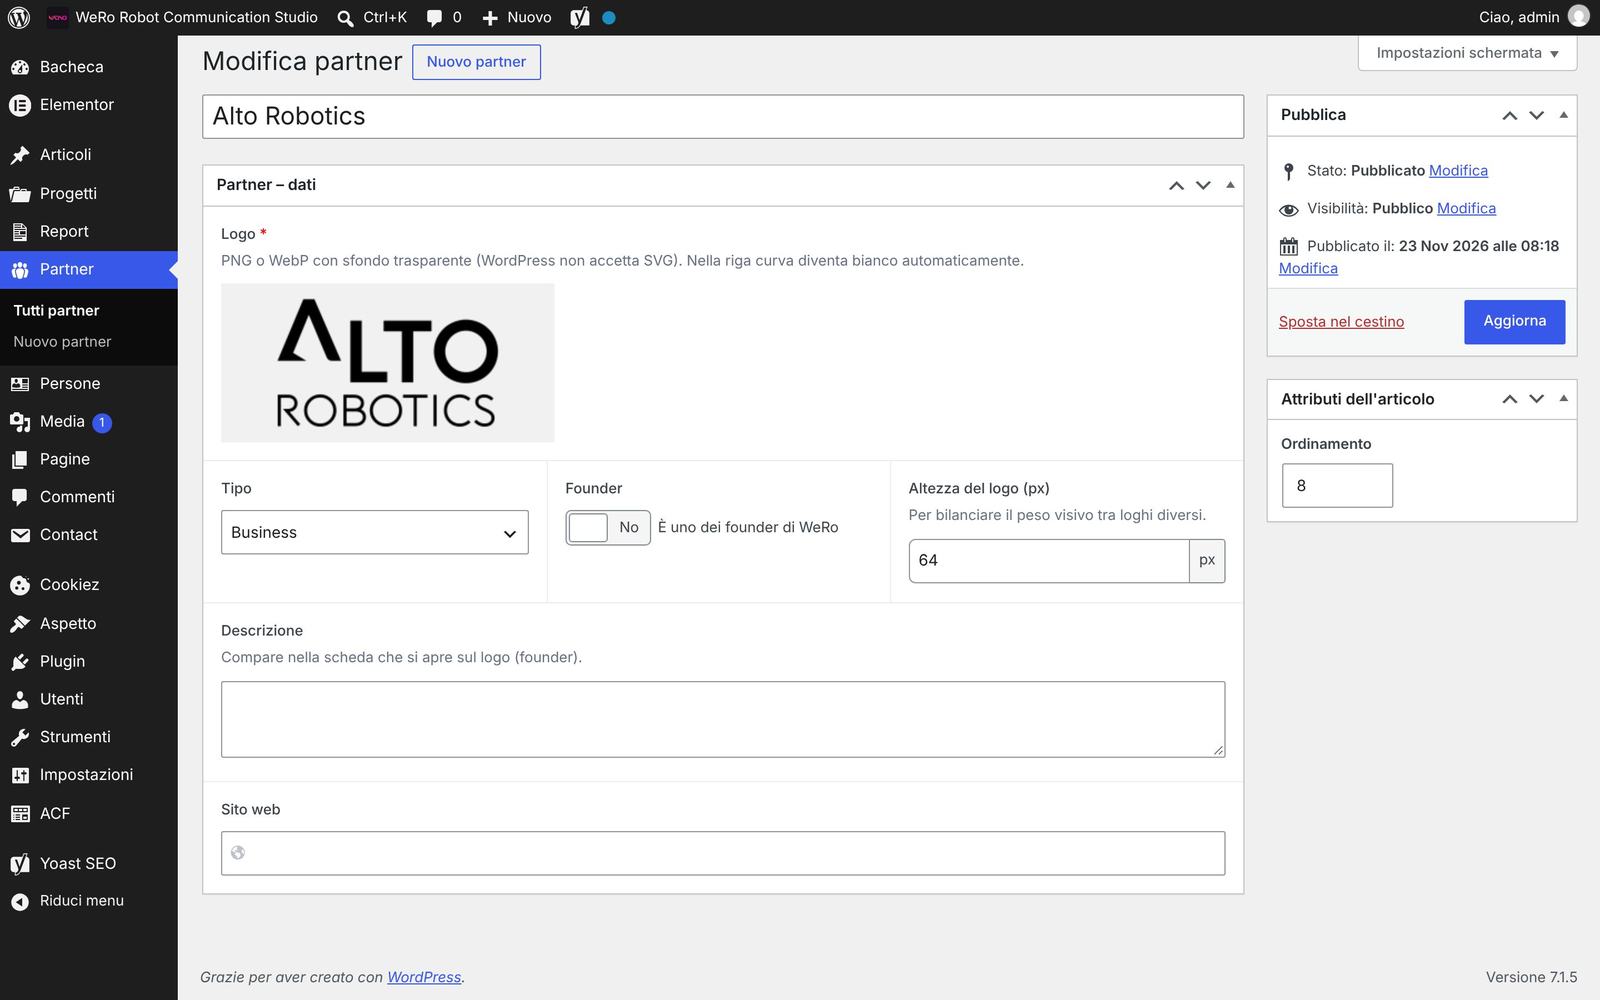 WeRo Robot Communication Studio
Ctrl+K
0
Nuovo
Ciao, admin
Bacheca
Elementor
Articoli
Progetti
Report
Partner
Tutti partner
Nuovo partner
Persone
Media 1
Pagine
Commenti
Contact
Cookiez
Aspetto
Plugin
Utenti
Strumenti
Impostazioni
ACF
Yoast SEO
Riduci menu
Impostazioni schermata
Modifica partner
Nuovo partner
Alto Robotics
Partner – dati
Logo *
PNG o WebP con sfondo trasparente (WordPress non accetta SVG). Nella riga curva diventa bianco automaticamente.
ALTO
ROBOTICS
Tipo
Business
Founder
No
È uno dei founder di WeRo
Altezza del logo (px)
Per bilanciare il peso visivo tra loghi diversi.
64
px
Descrizione
Compare nella scheda che si apre sul logo (founder).
Sito web
Pubblica
Stato: Pubblicato Modifica
Visibilità: Pubblico Modifica
Pubblicato il: 23 Nov 2026 alle 08:18
Modifica
Sposta nel cestino
Aggiorna
Attributi dell'articolo
Ordinamento
8
Grazie per aver creato con WordPress.
Versione 7.1.5